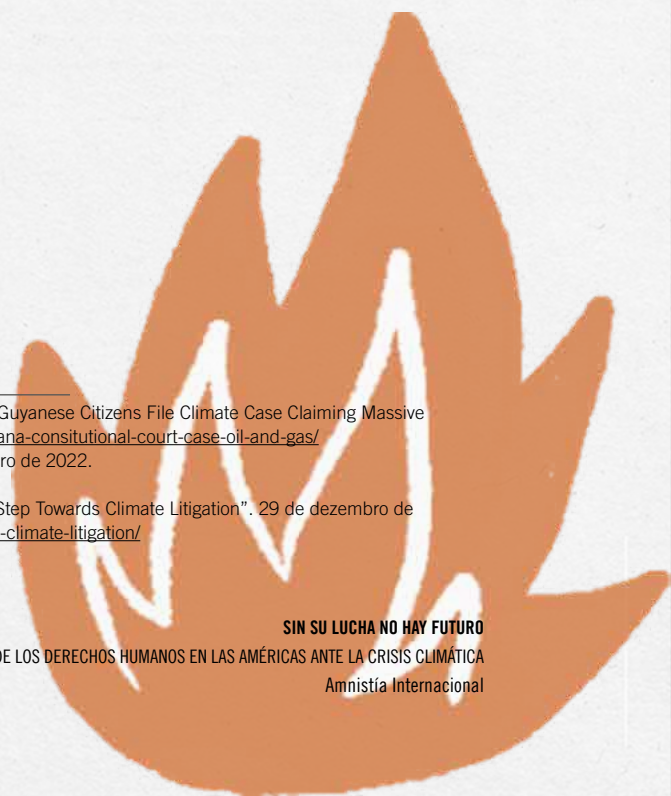 Guyanese Citizens File Climate Case Claiming Massive
ana-consitutional-court-case-oil-and-gas/
ro de 2022.
Step Towards Climate Litigation”. 29 de dezembro de
-climate-litigation/
SIN SU LUCHA NO HAY FUTURO
DE LOS DERECHOS HUMANOS EN LAS AMÉRICAS ANTE LA CRISIS CLIMÁTICA
Amnistía Internacional